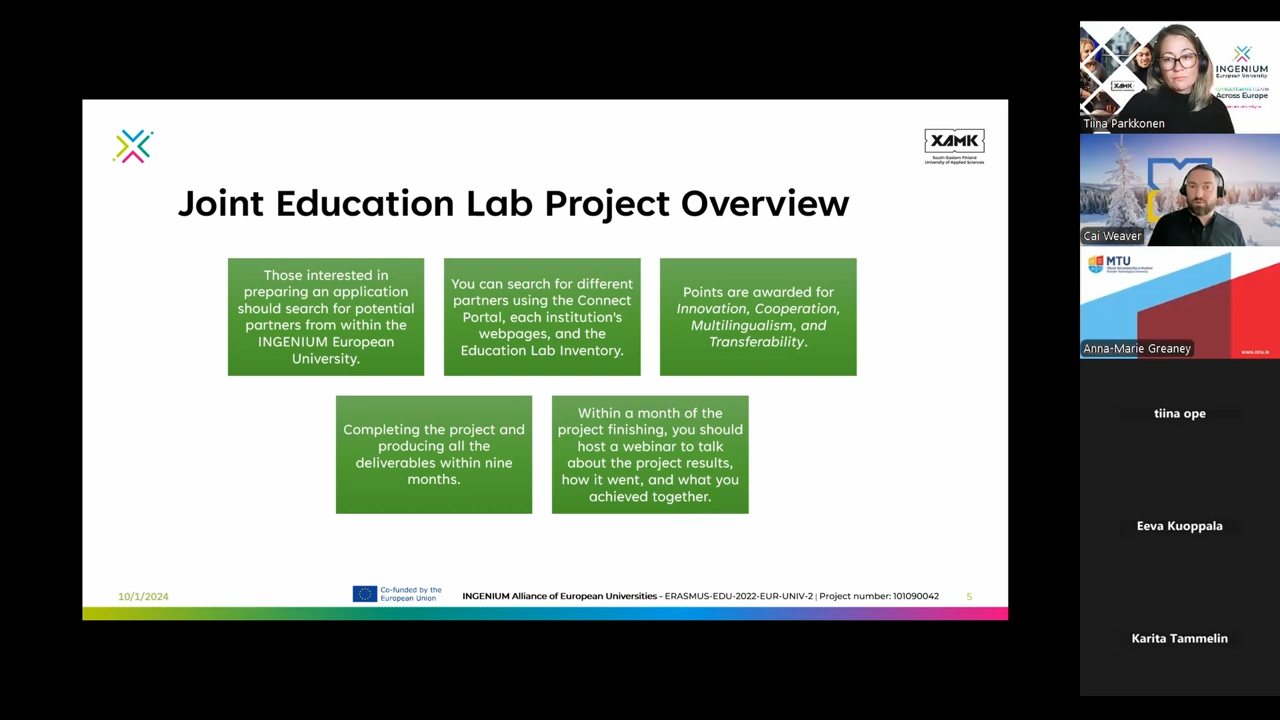 XAMK
South-Eastern Finland
University of Applied Sciences
Joint Education Lab Project Overview
Those interested in
preparing an application
should search for potential
partners from within the
INGENIUM European
University.
You can search for different
partners using the Connect
Portal, each institution's
webpages, and the
Education Lab Inventory.
Points are awarded for
Innovation, Cooperation,
Multilingualism, and
Transferability.
Completing the project and
producing all the
deliverables within nine
months.
Within a month of the
project finishing, you should
host a webinar to talk
about the project results,
how it went, and what you
achieved together.
10/1/2024
Co-funded by the
European Union
INGENIUM Alliance of European Universities - ERASMUS-EDU-2022-EUR-UNIV-2 | Project number: 101090042
5
XAMK
INGENIUM
European University
Across Europe
Tiina Parkkonen
Cai Weaver
MTU
www.mtu.ie
Anna-Marie Greaney
tiina ope
Eeva Kuoppala
Karita Tammelin